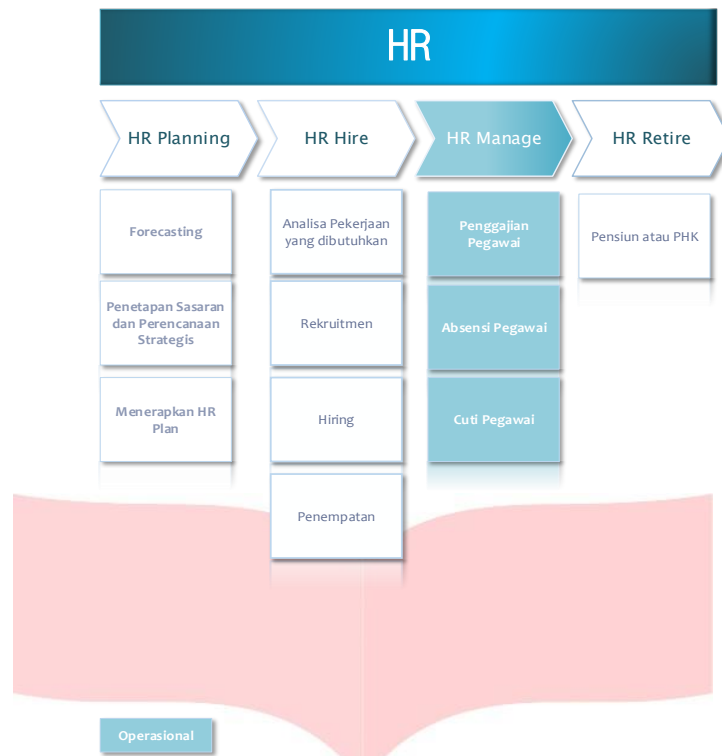 HR
HR Planning
HR Hire
HR Manage
HR Retire
Forecasting
Penetapan Sasaran
dan Perencanaan
Strategis
Menerapkan HR
Plan
Analisa Pekerjaan
yang dibutuhkan
Rekruitmen
Hiring
Penempatan
Penggajian
Pegawai
Absensi Pegawai
Cuti Pegawai
Pensiun atau PHK
Operasional